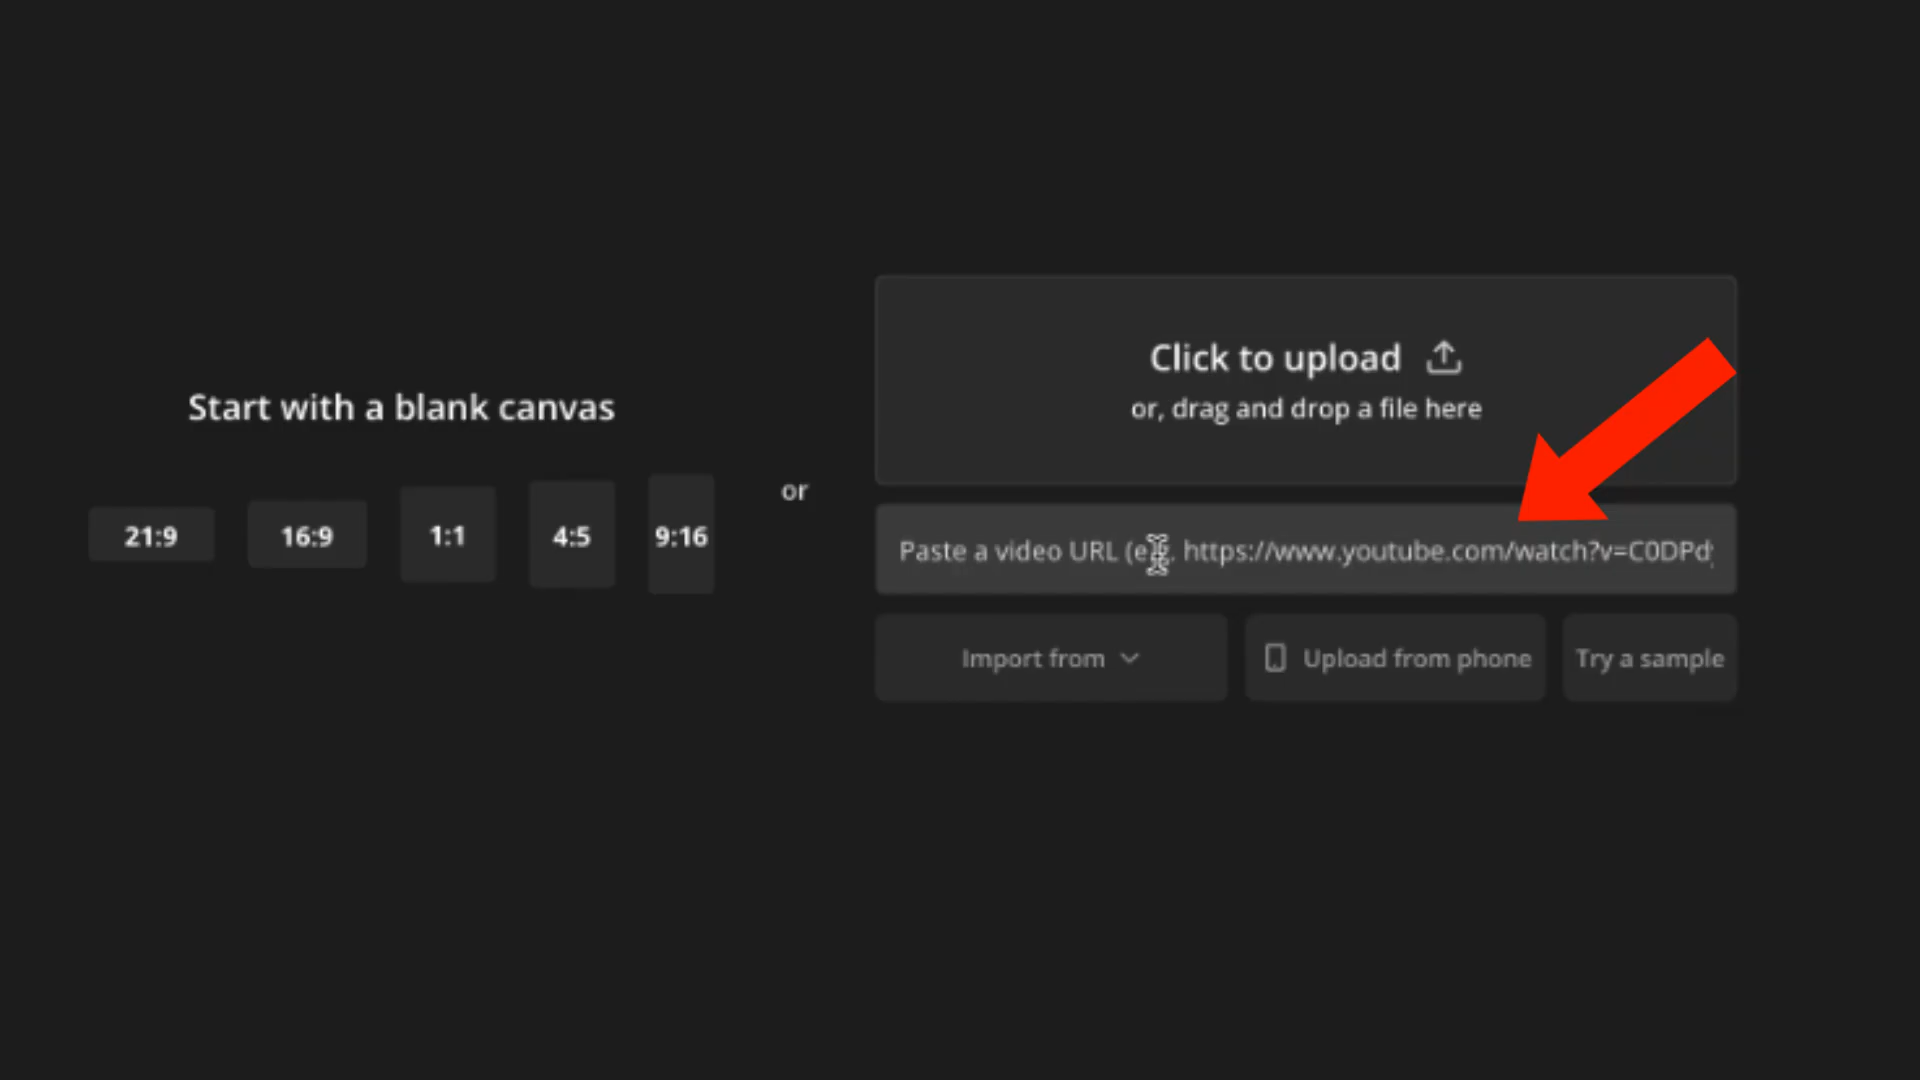 Start with a blank canvas
21:9
16:9
1:1
4:5
9:16
or
Click to upload
or, drag and drop a file here
Paste a video URL (e.g. https://www.youtube.com/watch?v=C0DPd
Import from
Upload from phone
Try a sample